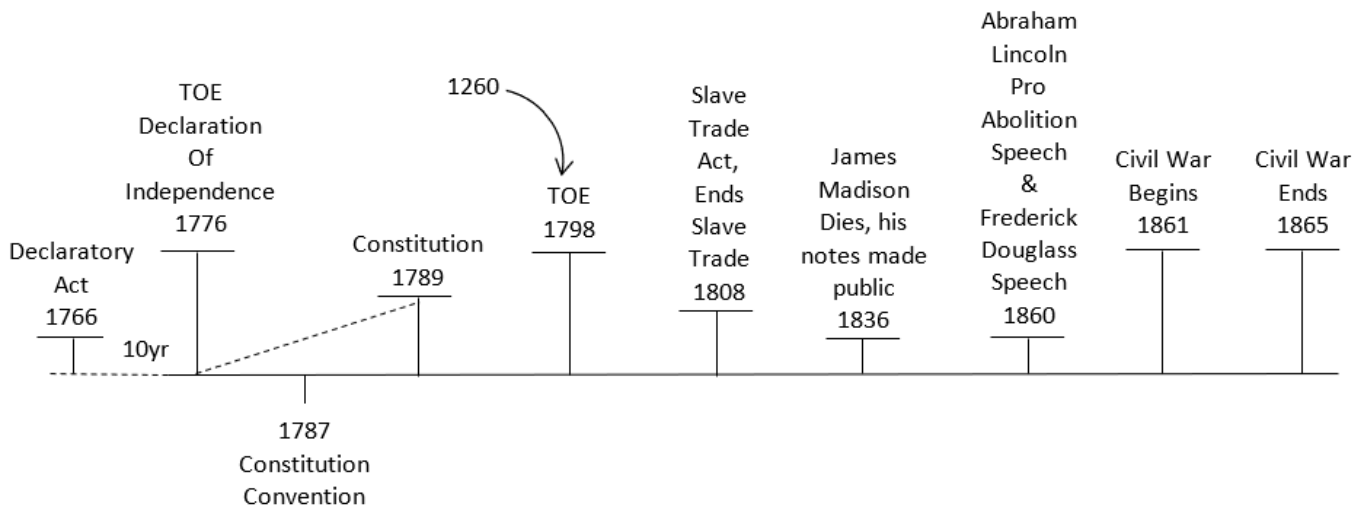 Declaratory
Act
1766
10yr
TOE
Declaration
Of
Independence
1776
1787
Constitution
Convention
Constitution
1789
1260
TOE
1798
Slave
Trade
Act,
Ends
Slave
Trade
1808
James
Madison
Dies, his
notes made
public
1836
Abraham
Lincoln
Pro
Abolition
Speech
&
Frederick
Douglass
Speech
1860
Civil War
Begins
1861
Civil War
Ends
1865